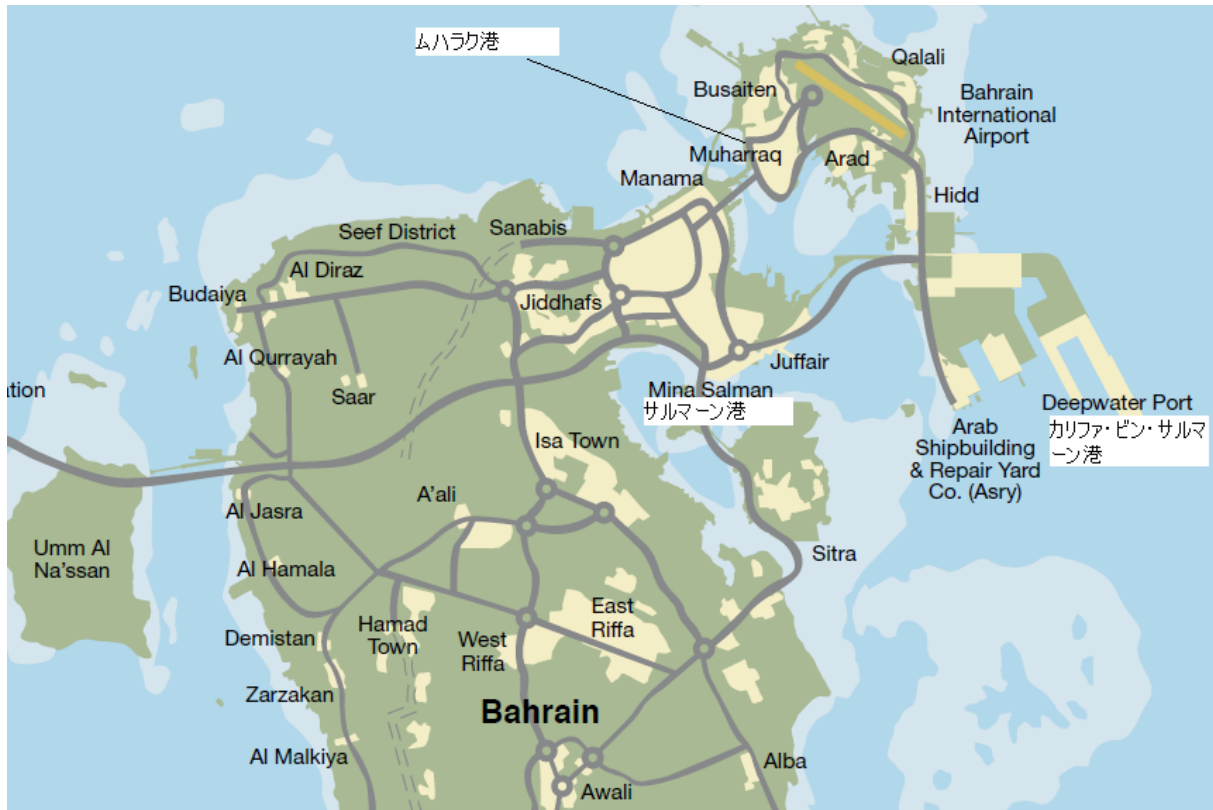 ムハラク港
Qalali
Busaiten
Bahrain
International
Airport
Muharraq
Arad
Manama
Hidd
Sanabis
Seef District
Al Diraz
Budaiya
Jiddhafs
Al Qurrayah
Juffair
Saar
ation
Mina Salman
サルマーン港
Deepwater Port
カリファ・ビン・サルマ
ーン港
Arab
Shipbuilding
& Repair Yard
Co. (Asry)
Isa Town
A'ali
Al Jasra
Sitra
Umm Al
Na'ssan
Al Hamala
East
Riffa
Hamad
Town
Demistan
West
Riffa
Zarzakan
Bahrain
Al Malkiya
Alba
Awali